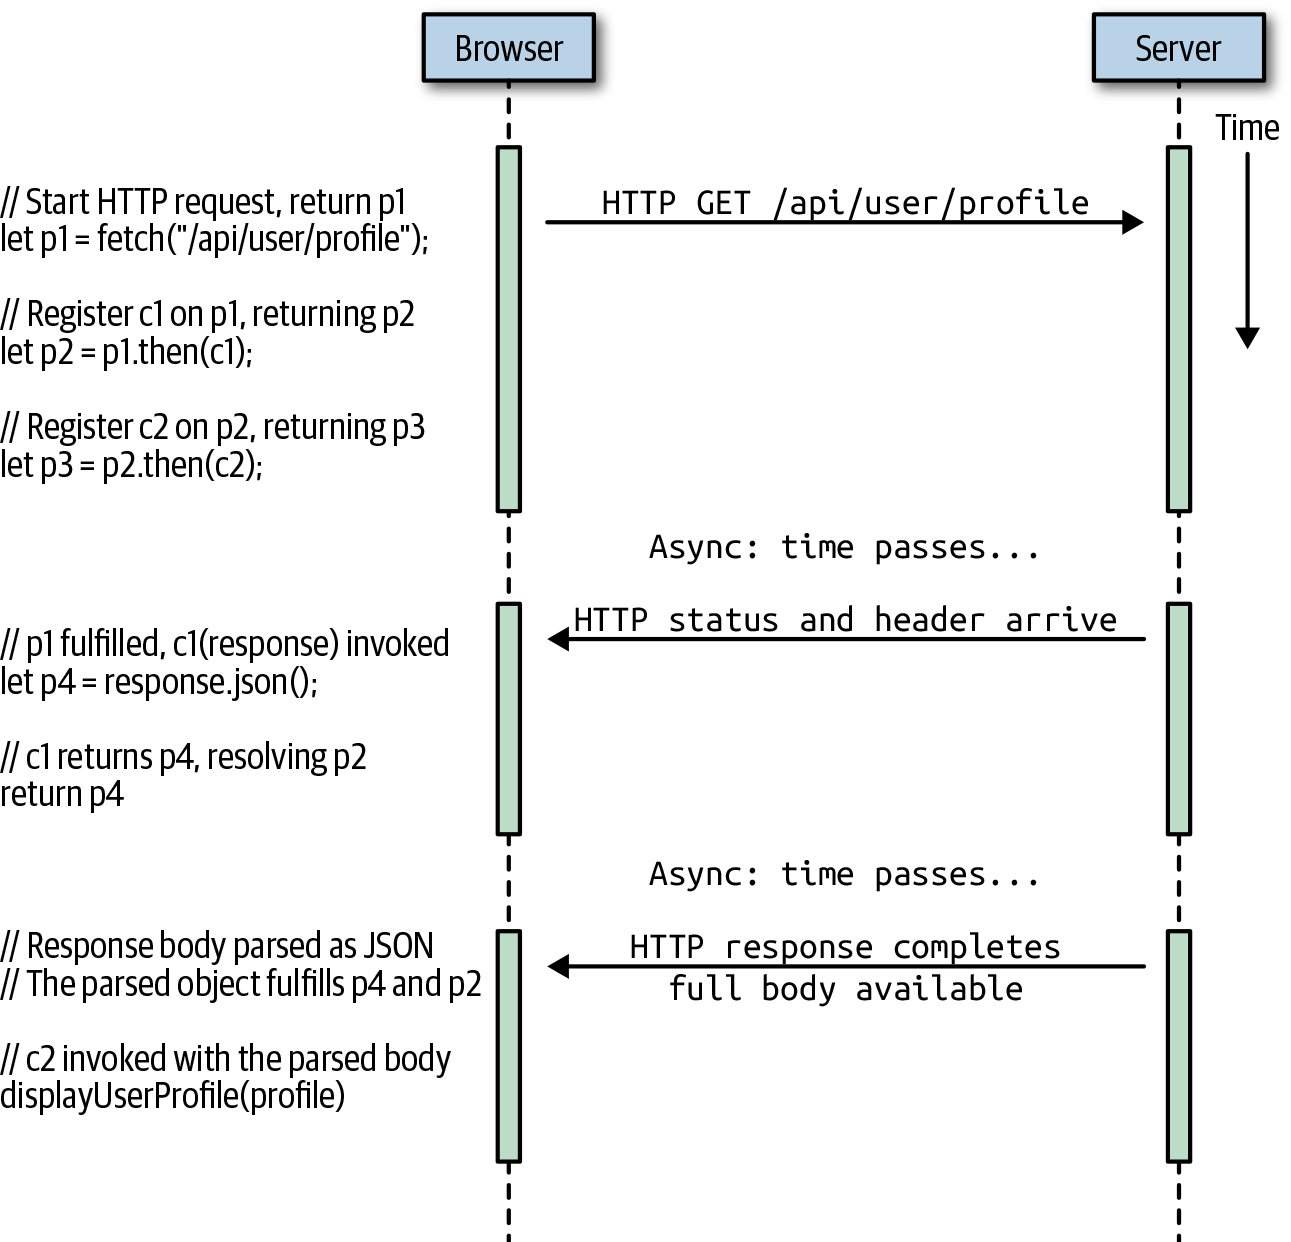 Browser
Server
Time
// Start HTTP request, return p1
let p1 = fetch("/api/user/profile");
HTTP GET /api/user/profile
// Register c1 on p1, returning p2
let p2 = p1.then(c1);
// Register c2 on p2, returning p3
let p3 = p2.then(c2);
Async: time passes...
HTTP status and header arrive
// p1 fulfilled, c1(response) invoked
let p4 = response.json();
// c1 returns p4, resolving p2
return p4
Async: time passes...
// Response body parsed as JSON
// The parsed object fulfills p4 and p2
HTTP response completes
full body available
// c2 invoked with the parsed body
displayUserProfile(profile)